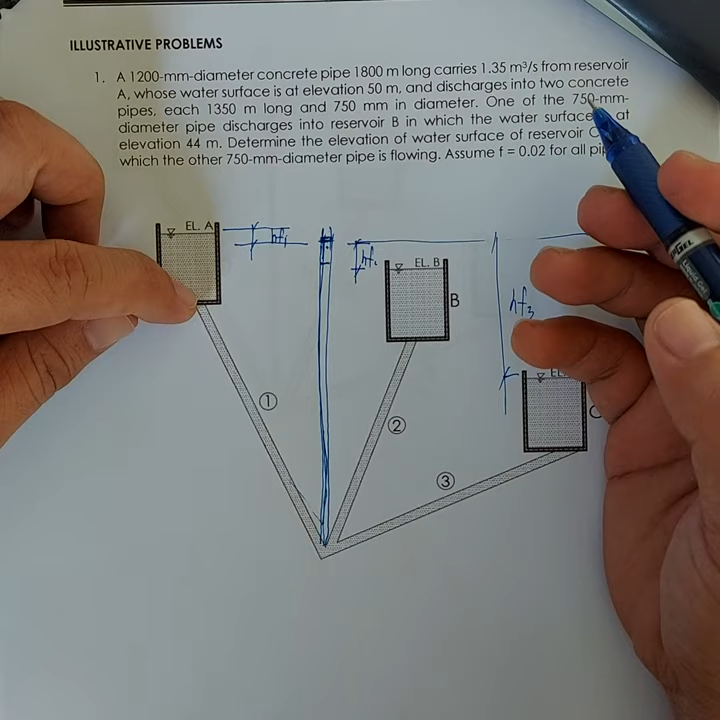 ILLUSTRATIVE PROBLEMS
1. A 1200-mm-diameter concrete pipe 1800 m long carries 1.35 m³/s from reservoir
A, whose water surface is at elevation 50 m, and discharges into two concrete
pipes, each 1350 m long and 750 mm in diameter. One of the 750-mm-
diameter pipe discharges into reservoir B in which the water surface at
elevation 44 m. Determine the elevation of water surface of reservoir C
which the other 750-mm-diameter pipe is flowing. Assume f = 0.02 for all
EL. A
hf₁
hf₂
EL. B
B
hf₃
EL.
C
①
②
③